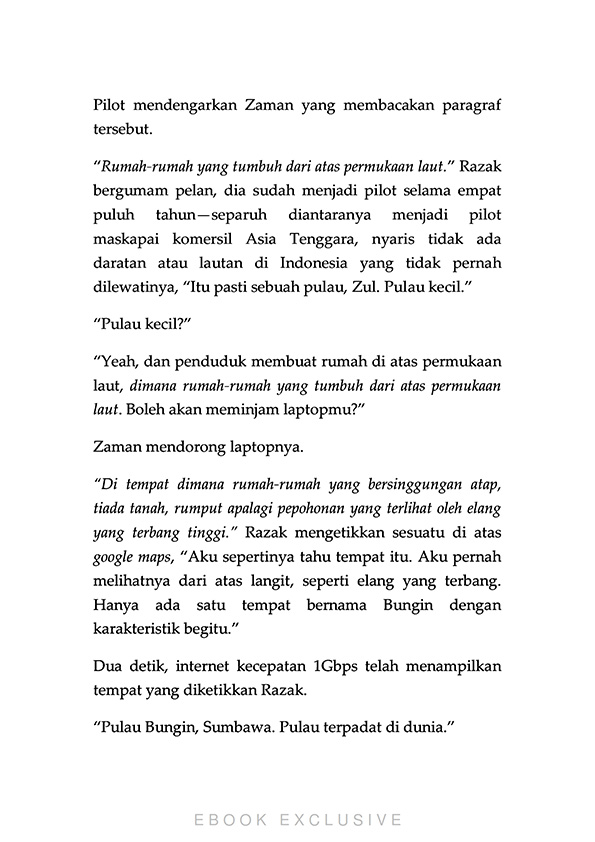 Pilot mendengarkan Zaman yang membacakan paragraf
tersebut.
“Rumah-rumah yang tumbuh dari atas permukaan laut.” Razak
bergumam pelan, dia sudah menjadi pilot selama empat
puluh tahun—separuh diantaranya menjadi pilot
maskapai komersil Asia Tenggara, nyaris tidak ada
daratan atau lautan di Indonesia yang tidak pernah
dilewatinya, “Itu pasti sebuah pulau, Zul. Pulau kecil.”
“Pulau kecil?”
“Yeah, dan penduduk membuat rumah di atas permukaan
laut, dimana rumah-rumah yang tumbuh dari atas permukaan
laut. Boleh akan meminjam laptopmu?”
Zaman mendorong laptopnya.
“Di tempat dimana rumah-rumah yang bersinggungan atap,
tiada tanah, rumput apalagi pepohonan yang terlihat oleh elang
yang terbang tinggi.” Razak mengetikkan sesuatu di atas
google maps, “Aku sepertinya tahu tempat itu. Aku pernah
melihatnya dari atas langit, seperti elang yang terbang.
Hanya ada satu tempat bernama Bungin dengan
karakteristik begitu.”
Dua detik, internet kecepatan 1Gbps telah menampilkan
tempat yang diketikkan Razak.
“Pulau Bungin, Sumbawa. Pulau terpadat di dunia.”
EBOOK EXCLUSIVE